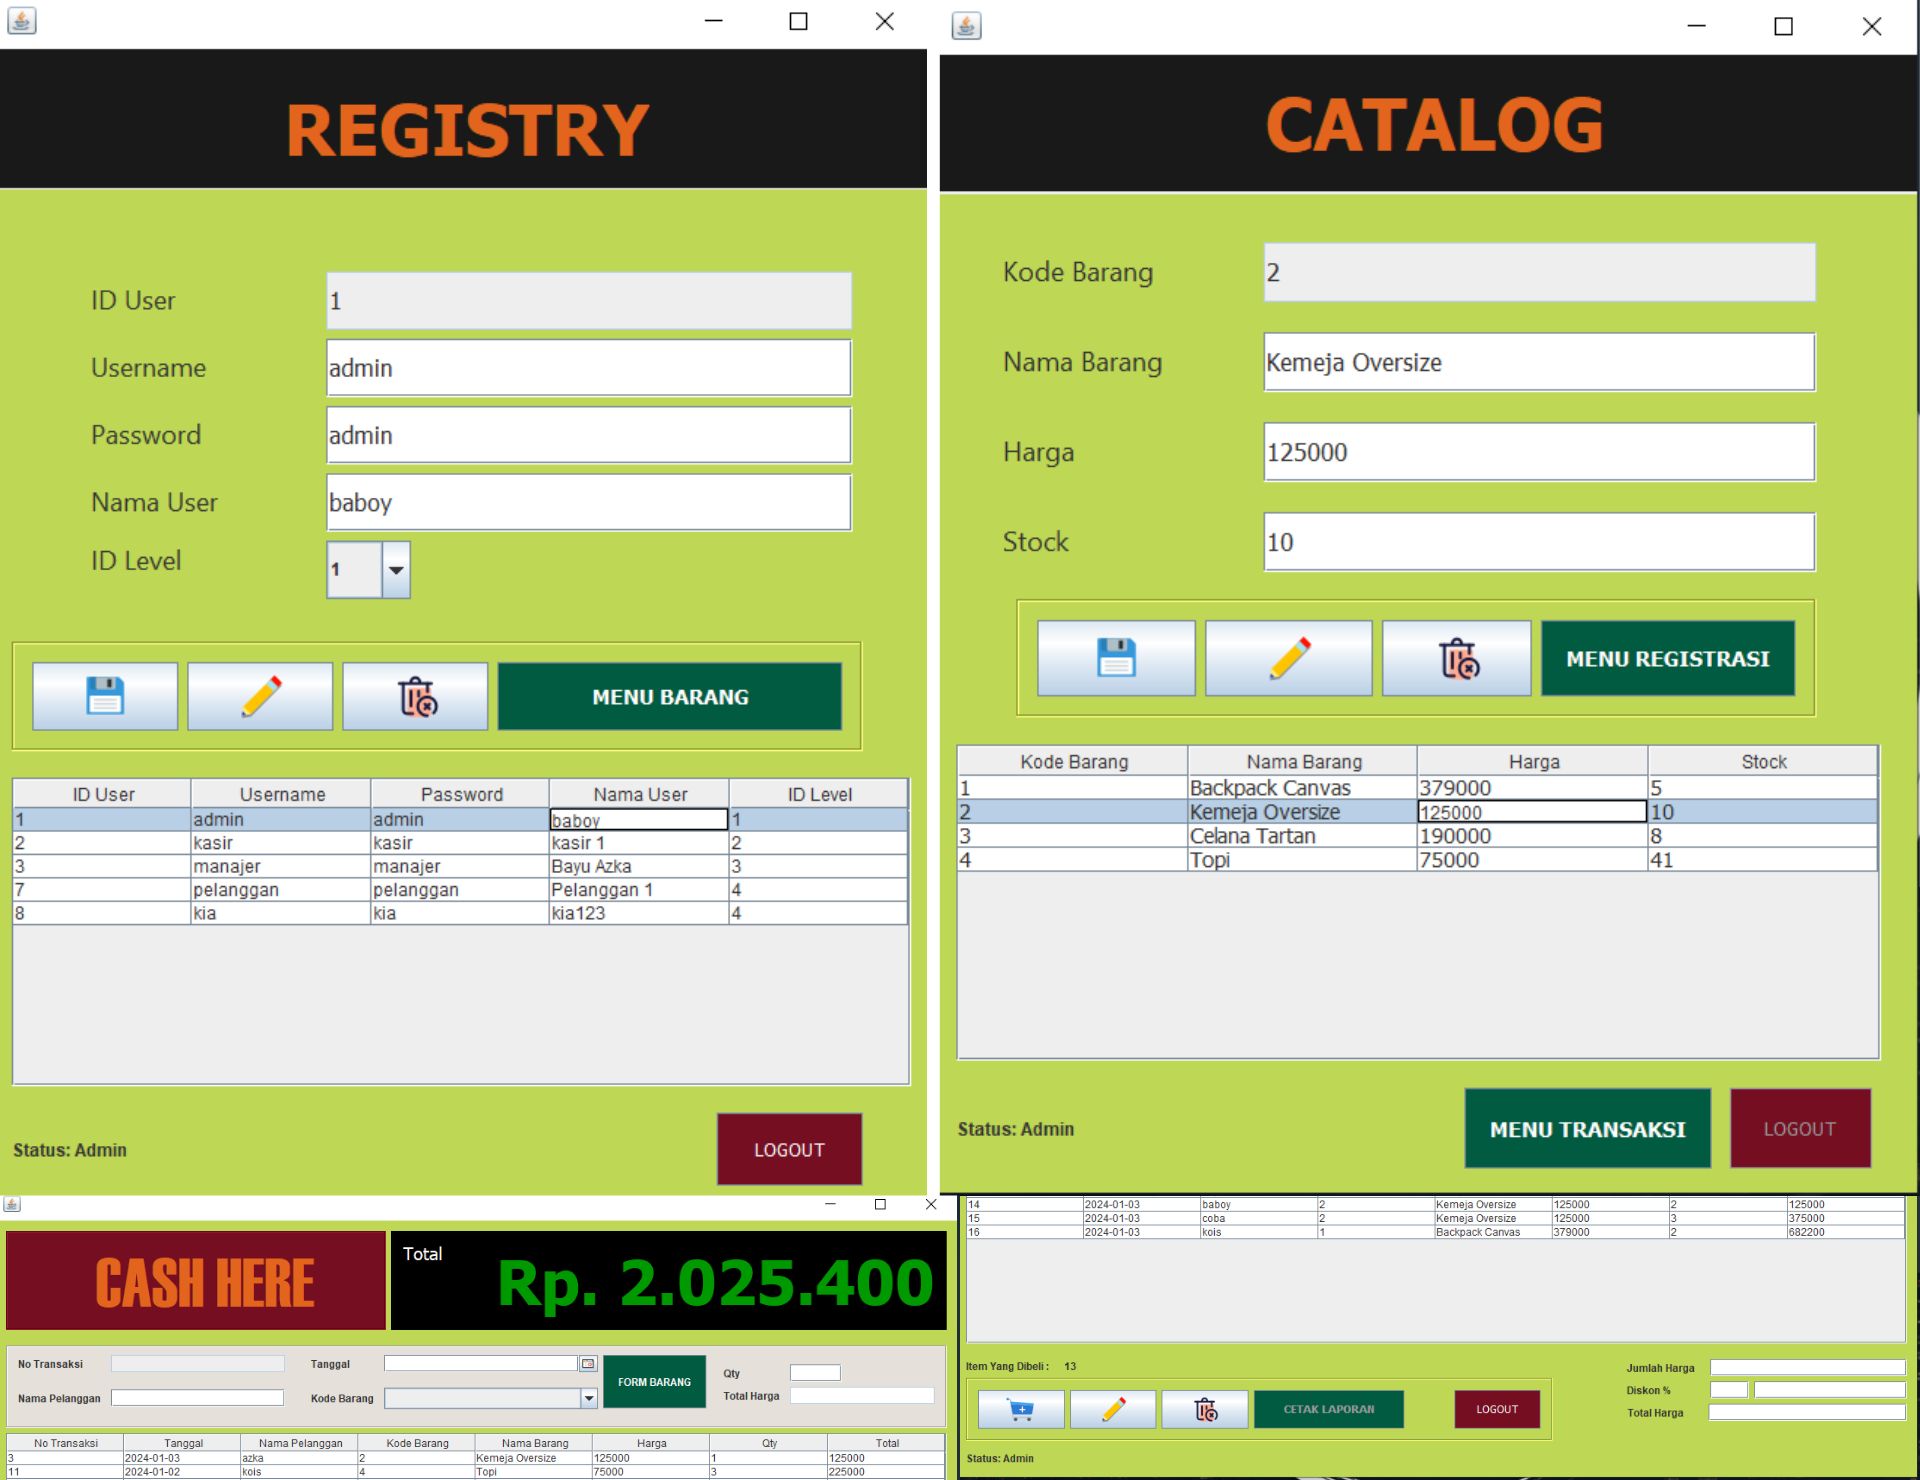 REGISTRY
ID User 1
Username admin
Password admin
Nama User baboy
ID Level 1
MENU BARANG
ID User Username Password Nama User ID Level
1 admin admin baboy 1
2 kasir kasir kasir 1 2
3 manajer manajer Bayu Azka 3
7 pelanggan pelanggan Pelanggan 1 4
8 kia kia kia123 4
Status: Admin LOGOUT
CATALOG
Kode Barang 2
Nama Barang Kemeja Oversize
Harga 125000
Stock 10
MENU REGISTRASI
Kode Barang Nama Barang Harga Stock
1 Backpack Canvas 379000 5
2 Kemeja Oversize 125000 10
3 Celana Tartan 190000 8
4 Topi 75000 41
Status: Admin MENU TRANSAKSI LOGOUT
CASH HERE Total Rp. 2.025.400
No Transaksi Tanggal FORM BARANG Qty
Nama Pelanggan Kode Barang Total Harga
No Transaksi Tanggal Nama Pelanggan Kode Barang Nama Barang Harga Qty Total
3 2024-01-03 azka 2 Kemeja Oversize 125000 1 125000
11 2024-01-02 kois 4 Topi 75000 3 225000
14 2024-01-03 baboy 2 Kemeja Oversize 125000 2 125000
15 2024-01-03 coba 2 Kemeja Oversize 125000 3 375000
16 2024-01-03 kois 1 Backpack Canvas 379000 2 682200
Item Yang Dibeli : 13 Jumlah Harga
Diskon %
CETAK LAPORAN LOGOUT Total Harga
Status: Admin